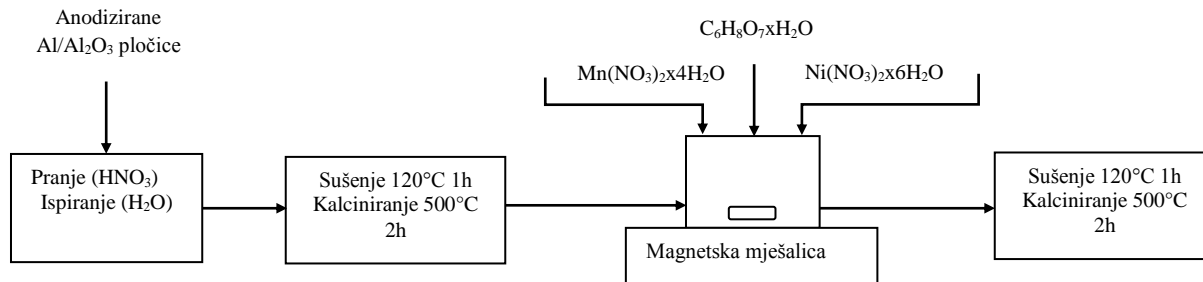 Anodizirane
Al/Al₂O₃ pločice
C₆H₈O₇xH₂O
Mn(NO₃)₂x4H₂O
Ni(NO₃)₂x6H₂O
Pranje (HNO₃)
Ispiranje (H₂O)
Sušenje 120°C 1h
Kalciniranje 500°C
2h
Magnetska mješalica
Sušenje 120°C 1h
Kalciniranje 500°C
2h